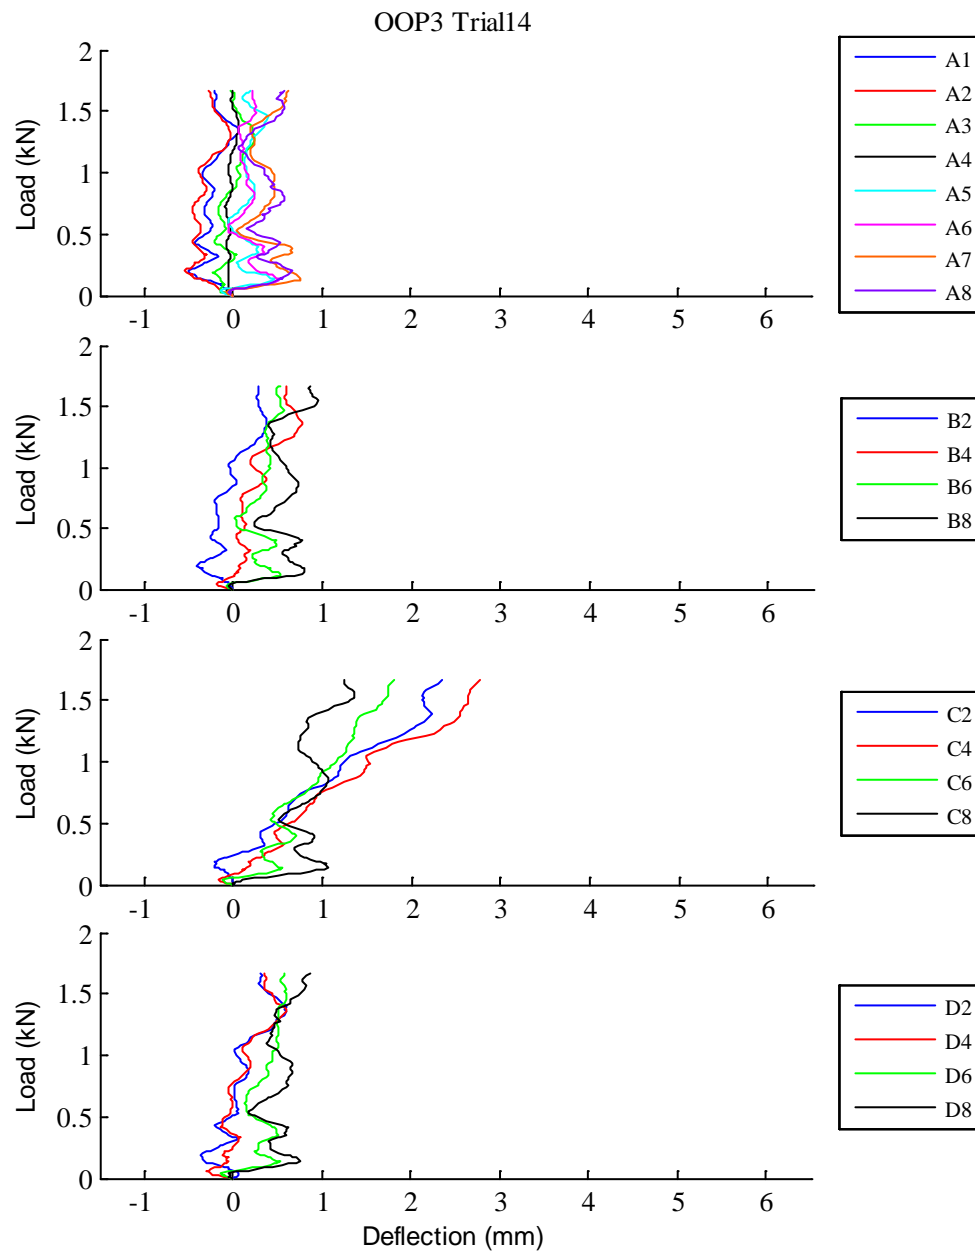 OOP3 Trial14
2
1.5
1
0.5
0
Load (kN)
-1 0 1 2 3 4 5 6
A1
A2
A3
A4
A5
A6
A7
A8
2
1.5
1
0.5
0
Load (kN)
-1 0 1 2 3 4 5 6
B2
B4
B6
B8
2
1.5
1
0.5
0
Load (kN)
-1 0 1 2 3 4 5 6
C2
C4
C6
C8
2
1.5
1
0.5
0
Load (kN)
-1 0 1 2 3 4 5 6
Deflection (mm)
D2
D4
D6
D8